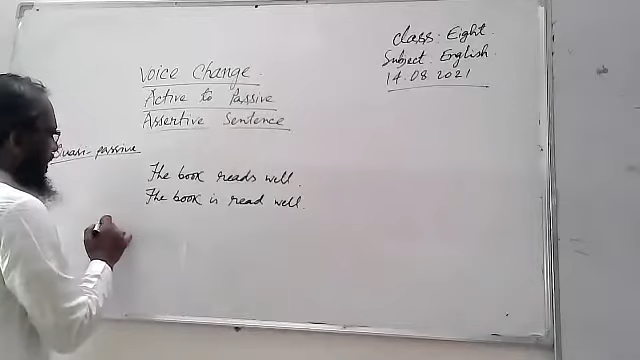 Class : Eight.
Subject : English.
14.08 2021
Voice Change.
Active to Passive
Assertive Sentence
Quasi-passive
The book reads well.
The book is read well.